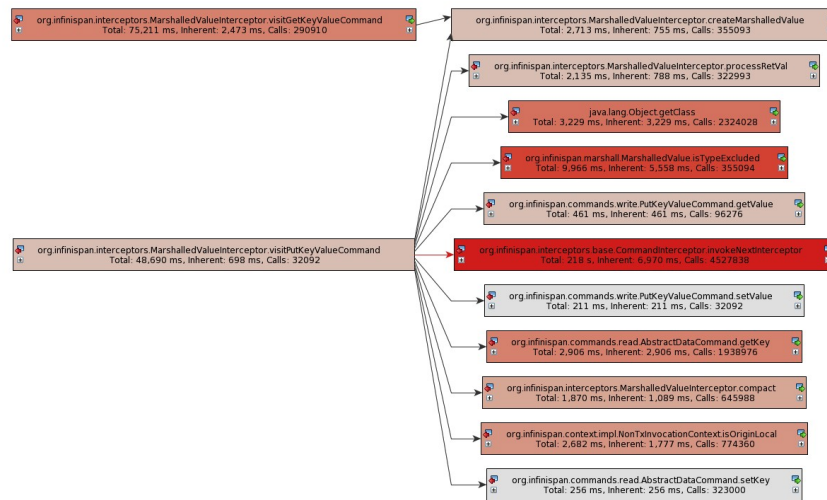 org.infinispan.interceptors.MarshalledValueInterceptor.visitGetKeyValueCommand
Total: 75,211 ms, Inherent: 2,473 ms, Calls: 290910
org.infinispan.interceptors.MarshalledValueInterceptor.createMarshalledValue
Total: 2,713 ms, Inherent: 755 ms, Calls: 355093
org.infinispan.interceptors.MarshalledValueInterceptor.processRetVal
Total: 2,135 ms, Inherent: 788 ms, Calls: 322993
java.lang.Object.getClass
Total: 3,229 ms, Inherent: 3,229 ms, Calls: 2324028
org.infinispan.marshall.MarshalledValue.isTypeExcluded
Total: 9,966 ms, Inherent: 5,558 ms, Calls: 355094
org.infinispan.commands.write.PutKeyValueCommand.getValue
Total: 461 ms, Inherent: 461 ms, Calls: 96276
org.infinispan.interceptors.MarshalledValueInterceptor.visitPutKeyValueCommand
Total: 48,690 ms, Inherent: 698 ms, Calls: 32092
org.infinispan.interceptors.base.CommandInterceptor.invokeNextInterceptor
Total: 218 s, Inherent: 6,970 ms, Calls: 4527838
org.infinispan.commands.write.PutKeyValueCommand.setValue
Total: 211 ms, Inherent: 211 ms, Calls: 32092
org.infinispan.commands.read.AbstractDataCommand.getKey
Total: 2,906 ms, Inherent: 2,906 ms, Calls: 1938976
org.infinispan.interceptors.MarshalledValueInterceptor.compact
Total: 1,870 ms, Inherent: 1,089 ms, Calls: 645988
org.infinispan.context.impl.NonTxInvocationContext.isOriginLocal
Total: 2,682 ms, Inherent: 1,777 ms, Calls: 774360
org.infinispan.commands.read.AbstractDataCommand.setKey
Total: 256 ms, Inherent: 256 ms, Calls: 323000